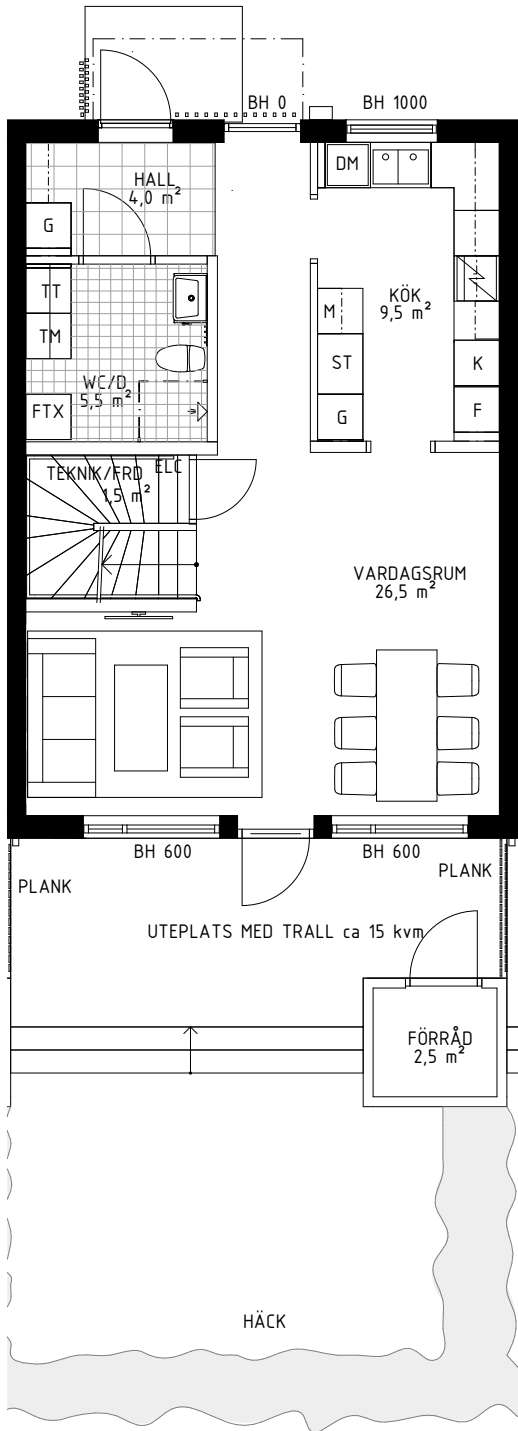 BH 0
BH 1000
DM
HALL
4,0 m²
G
TT
TM
KÖK
9,5 m²
M
ST
K
WC/D
5,5 m²
FTX
G
F
TEKNIK/FRD
1,5 m²
ELC
VARDAGSRUM
26,5 m²
BH 600
BH 600
PLANK
PLANK
UTEPLATS MED TRALL ca 15 kvm
FÖRRÅD
2,5 m²
HÄCK